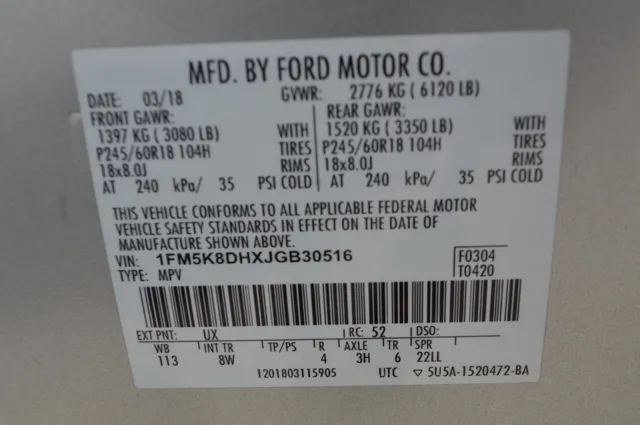 MFD. BY FORD MOTOR CO.
DATE: 03/18 GVWR: 2776 KG ( 6120 LB)
FRONT GAWR: REAR GAWR:
1397 KG ( 3080 LB) WITH 1520 KG ( 3350 LB) WITH
P245/60R18 104H TIRES P245/60R18 104H TIRES
18x8.0J RIMS 18x8.0J RIMS
AT 240 kPa/ 35 PSI COLD AT 240 kPa/ 35 PSI COLD
THIS VEHICLE CONFORMS TO ALL APPLICABLE FEDERAL MOTOR
VEHICLE SAFETY STANDARDS IN EFFECT ON THE DATE OF
MANUFACTURE SHOWN ABOVE.
VIN: 1FM5K8DHXJGB30516 F0304
TYPE: MPV T0420
EXT PNT: UX RC: 52 DSO:
WB INT TR TP/PS R AXLE TR SPR
113 8W 4 3H 6 22LL
1201803115905 UTC ▽ 5U5A-1520472-BA